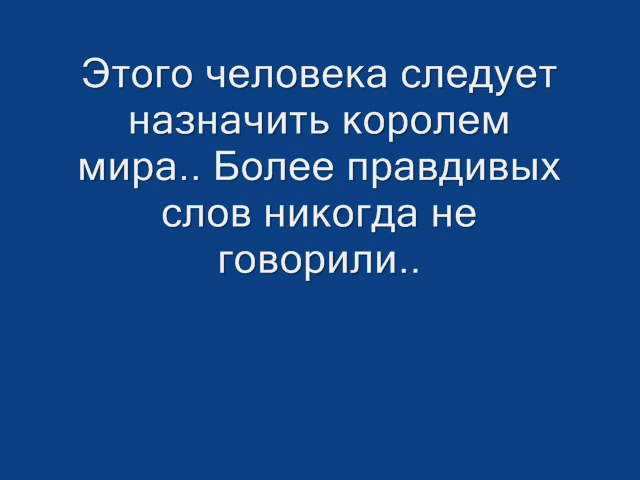 Этого человека следует
назначить королем
мира.. Более правдивых
слов никогда не
говорили..